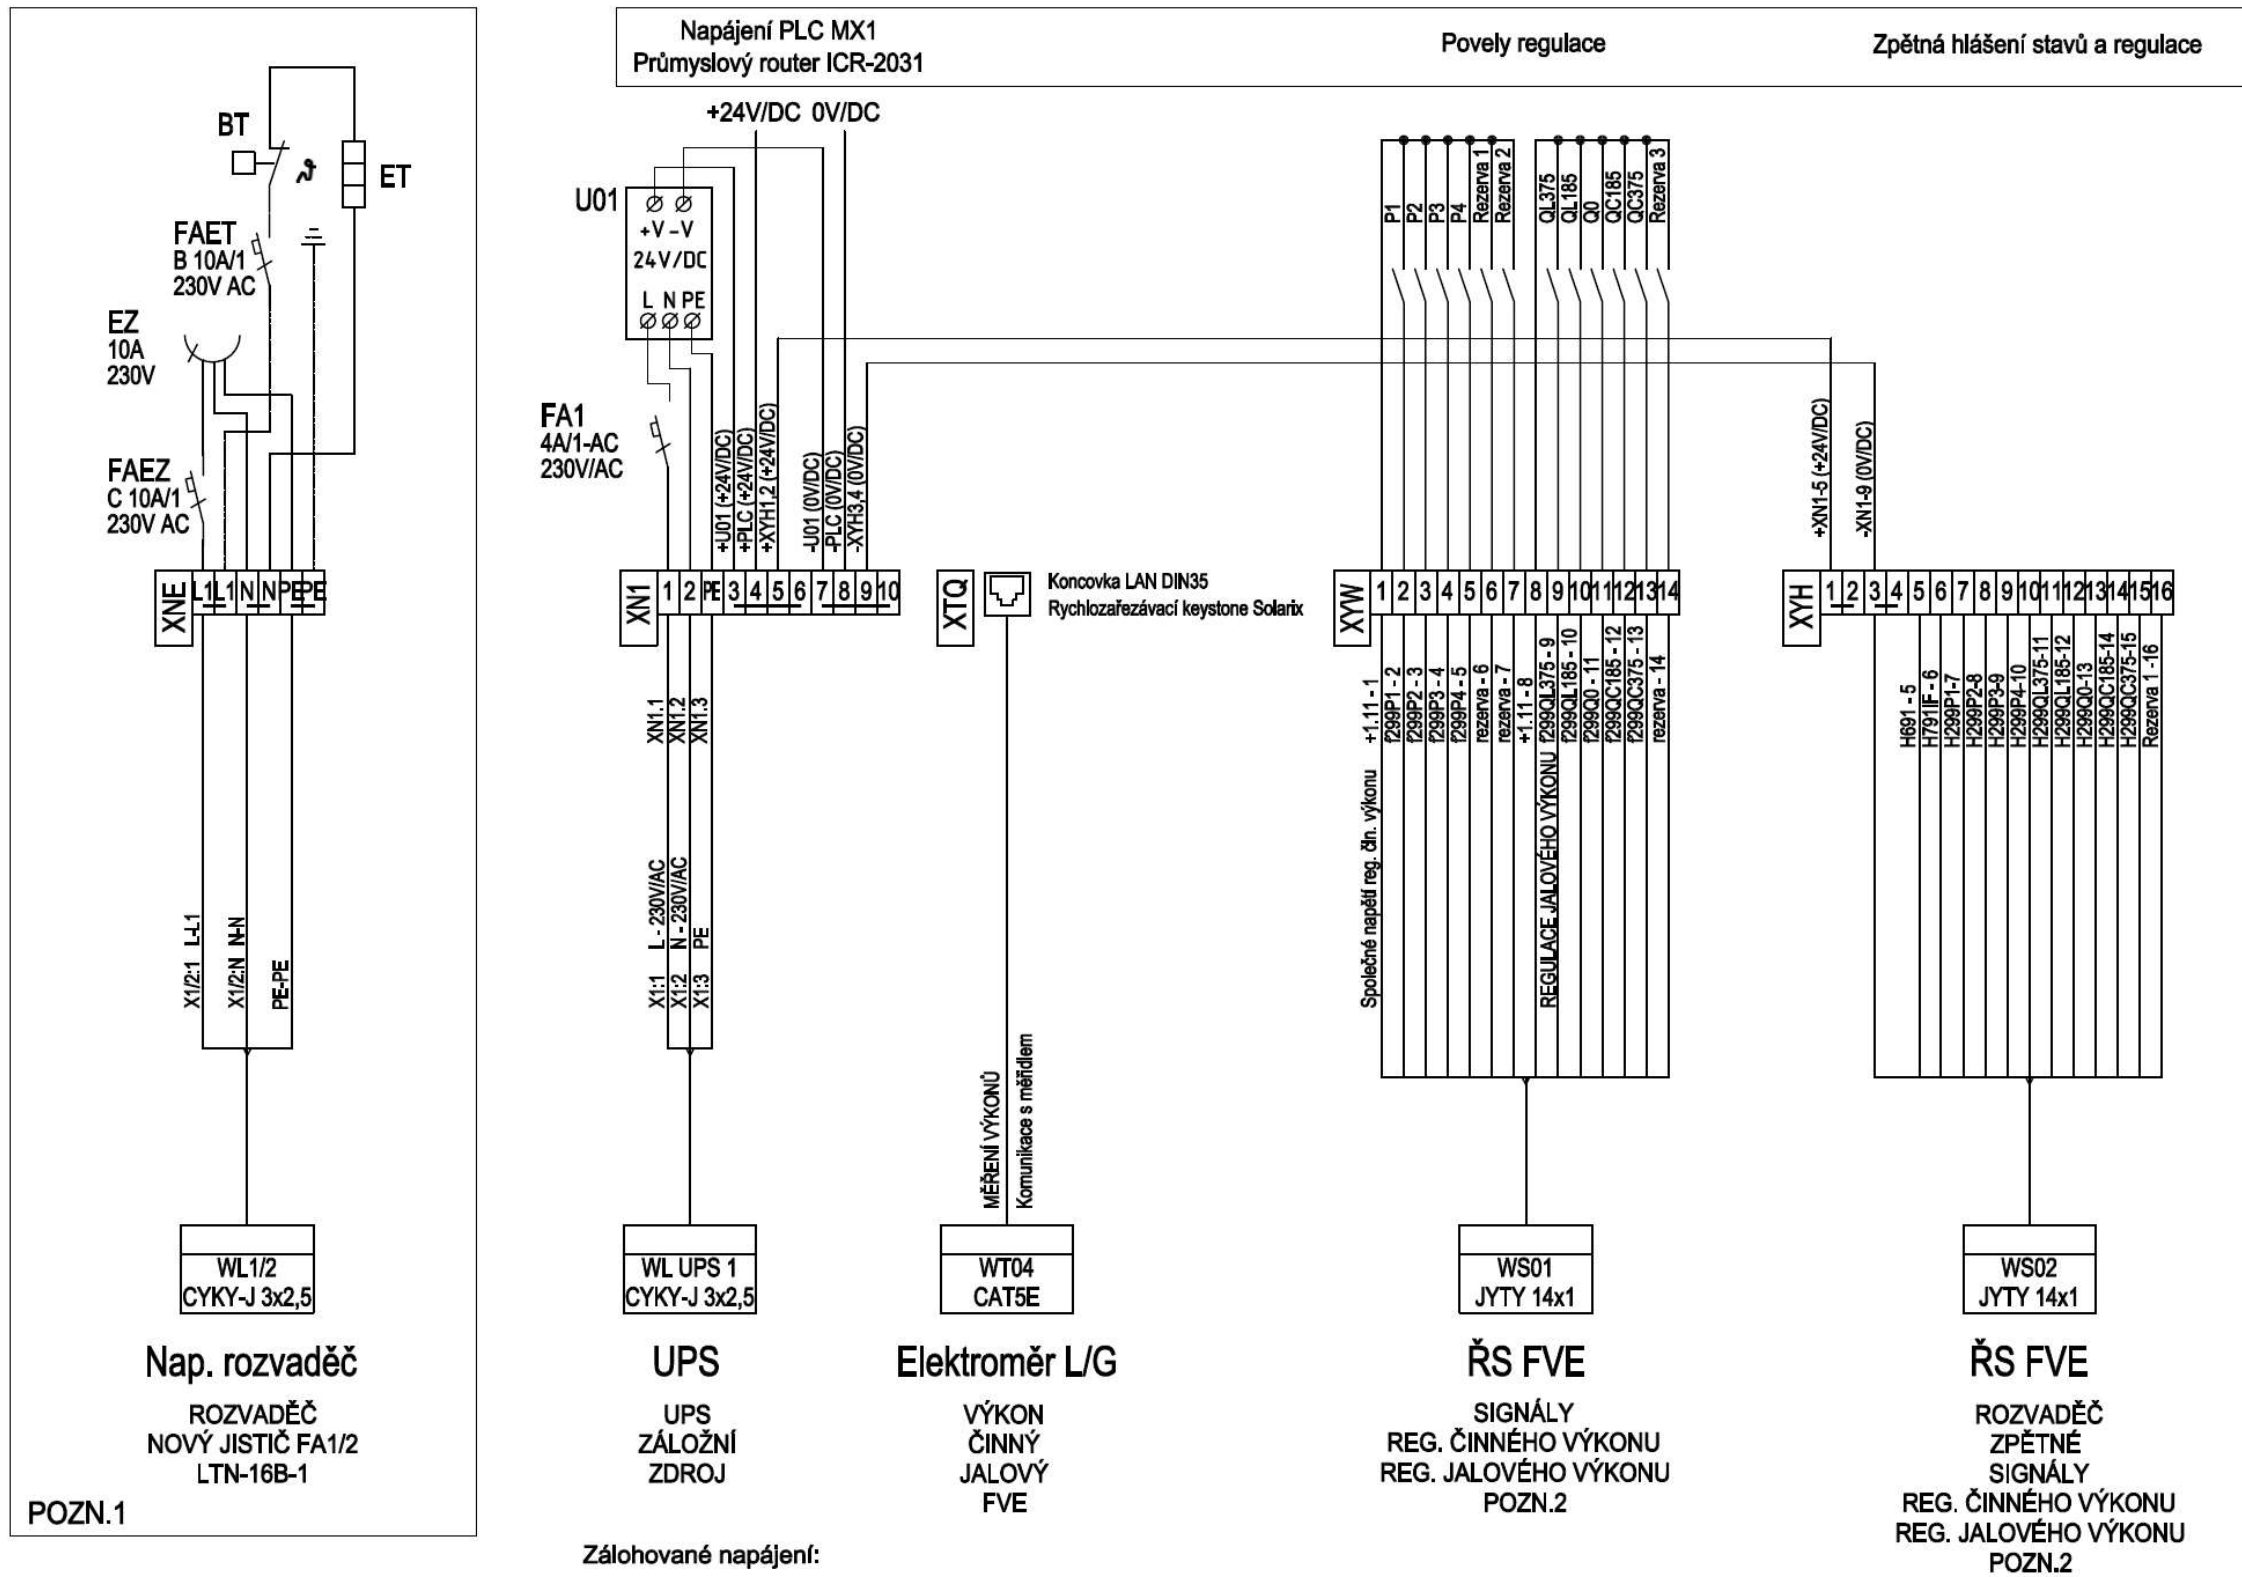 Napájení PLC MX1
Průmyslový router ICR-2031
Povely regulace
Zpětná hlášení stavů a regulace
BT
ϑ
ET
FAET
B 10A/1
230V AC
EZ
10A
230V
FAEZ
C 10A/1
230V AC
XNE
L1 L1 N N PE PE
X1/2:1 L-L1
X1/2:N N-N
PE-PE
WL1/2
CYKY-J 3x2,5
Nap. rozvaděč
ROZVADĚČ
NOVÝ JISTIČ FA1/2
LTN-16B-1
POZN.1
+24V/DC 0V/DC
U01
+V -V
24V/DC
L N PE
FA1
4A/1-AC
230V/AC
+U01 (+24V/DC)
+PLC (+24V/DC)
+XYH1,2 (+24V/DC)
-U01 (0V/DC)
-PLC (0V/DC)
-XYH3,4 (0V/DC)
XN1
1 2 PE 3 4 5 6 7 8 9 10
XN1.1
XN1.2
XN1.3
X1:1 L - 230V/AC
X1:2 N - 230V/AC
X1:3 PE
WL UPS 1
CYKY-J 3x2,5
UPS
UPS
ZÁLOŽNÍ
ZDROJ
Zálohované napájení:
XTQ
Koncovka LAN DIN35
Rychlozařezávací keystone Solarix
MĚŘENÍ VÝKONŮ
Komunikace s měřidlem
WT04
CAT5E
Elektroměr L/G
VÝKON
ČINNÝ
JALOVÝ
FVE
P1
P2
P3
P4
Rezerva 1
Rezerva 2
QL375
QL185
Q0
QC185
QC375
Rezerva 3
XYW
1 2 3 4 5 6 7 8 9 10 11 12 13 14
Společné napětí reg. čin. výkonu +1.11 - 1
f299P1 - 2
f299P2 - 3
f299P3 - 4
f299P4 - 5
rezerva - 6
rezerva - 7
+1.11 - 8
REGULACE JALOVÉHO VÝKONU f299QL375 - 9
f299QL185 - 10
f299Q0 - 11
f299QC185 - 12
f299QC375 - 13
rezerva - 14
WS01
JYTY 14x1
ŘS FVE
SIGNÁLY
REG. ČINNÉHO VÝKONU
REG. JALOVÉHO VÝKONU
POZN.2
+XN1-5 (+24V/DC)
-XN1-9 (0V/DC)
XYH
1 2 3 4 5 6 7 8 9 10 11 12 13 14 15 16
H691 - 5
H791IF - 6
H299P1-7
H299P2-8
H299P3-9
H299P4-10
H299QL375-11
H299QL185-12
H299Q0-13
H299QC185-14
H299QC375-15
Rezerva 1 -16
WS02
JYTY 14x1
ŘS FVE
ROZVADĚČ
ZPĚTNÉ
SIGNÁLY
REG. ČINNÉHO VÝKONU
REG. JALOVÉHO VÝKONU
POZN.2